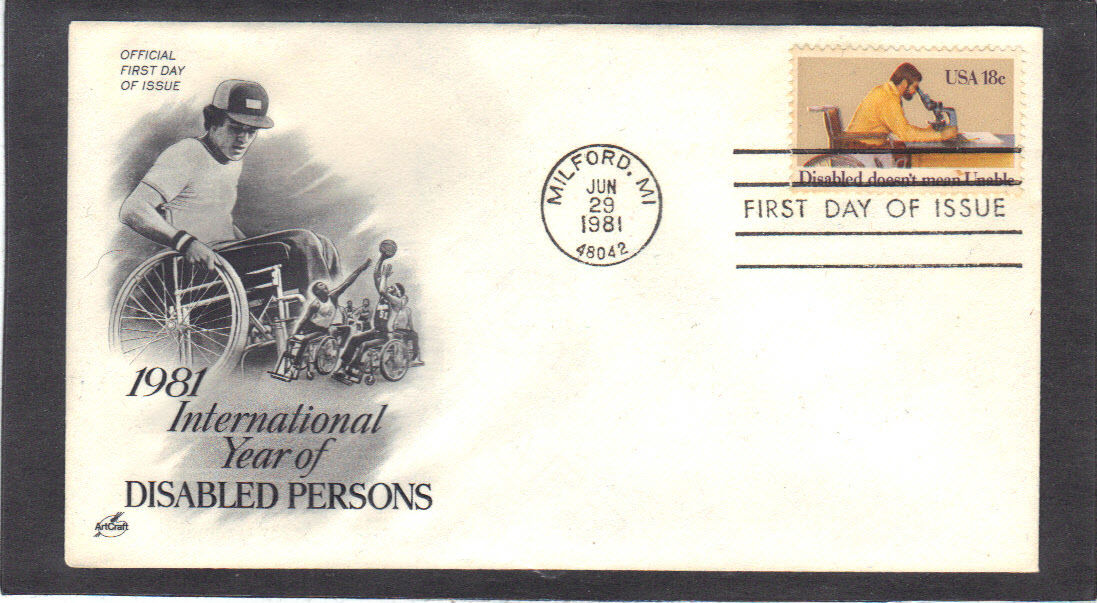 OFFICIAL
FIRST DAY
OF ISSUE
USA 18c
Disabled doesn't mean Unable
MILFORD, MI
JUN
29
1981
48042
FIRST DAY OF ISSUE
51
1981
International
Year of
DISABLED PERSONS
ArtCraft